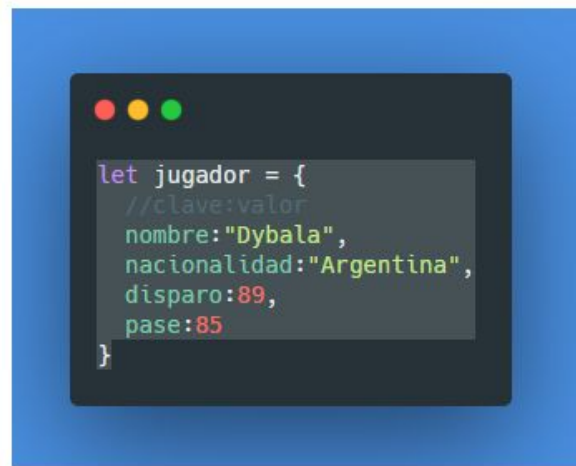 let jugador = {
//clave:valor
nombre:"Dybala",
nacionalidad:"Argentina",
disparo:89,
pase:85
}